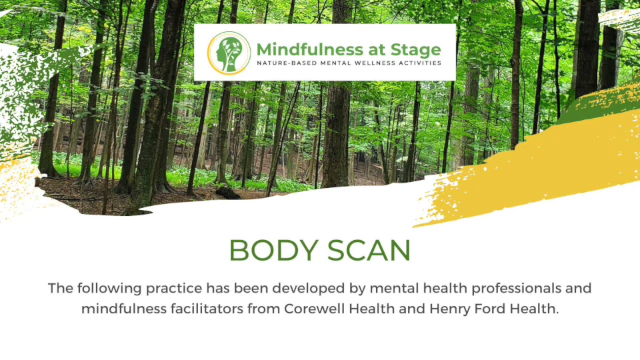 Mindfulness at Stage
NATURE-BASED MENTAL WELLNESS ACTIVITIES
BODY SCAN
The following practice has been developed by mental health professionals and
mindfulness facilitators from Corewell Health and Henry Ford Health.